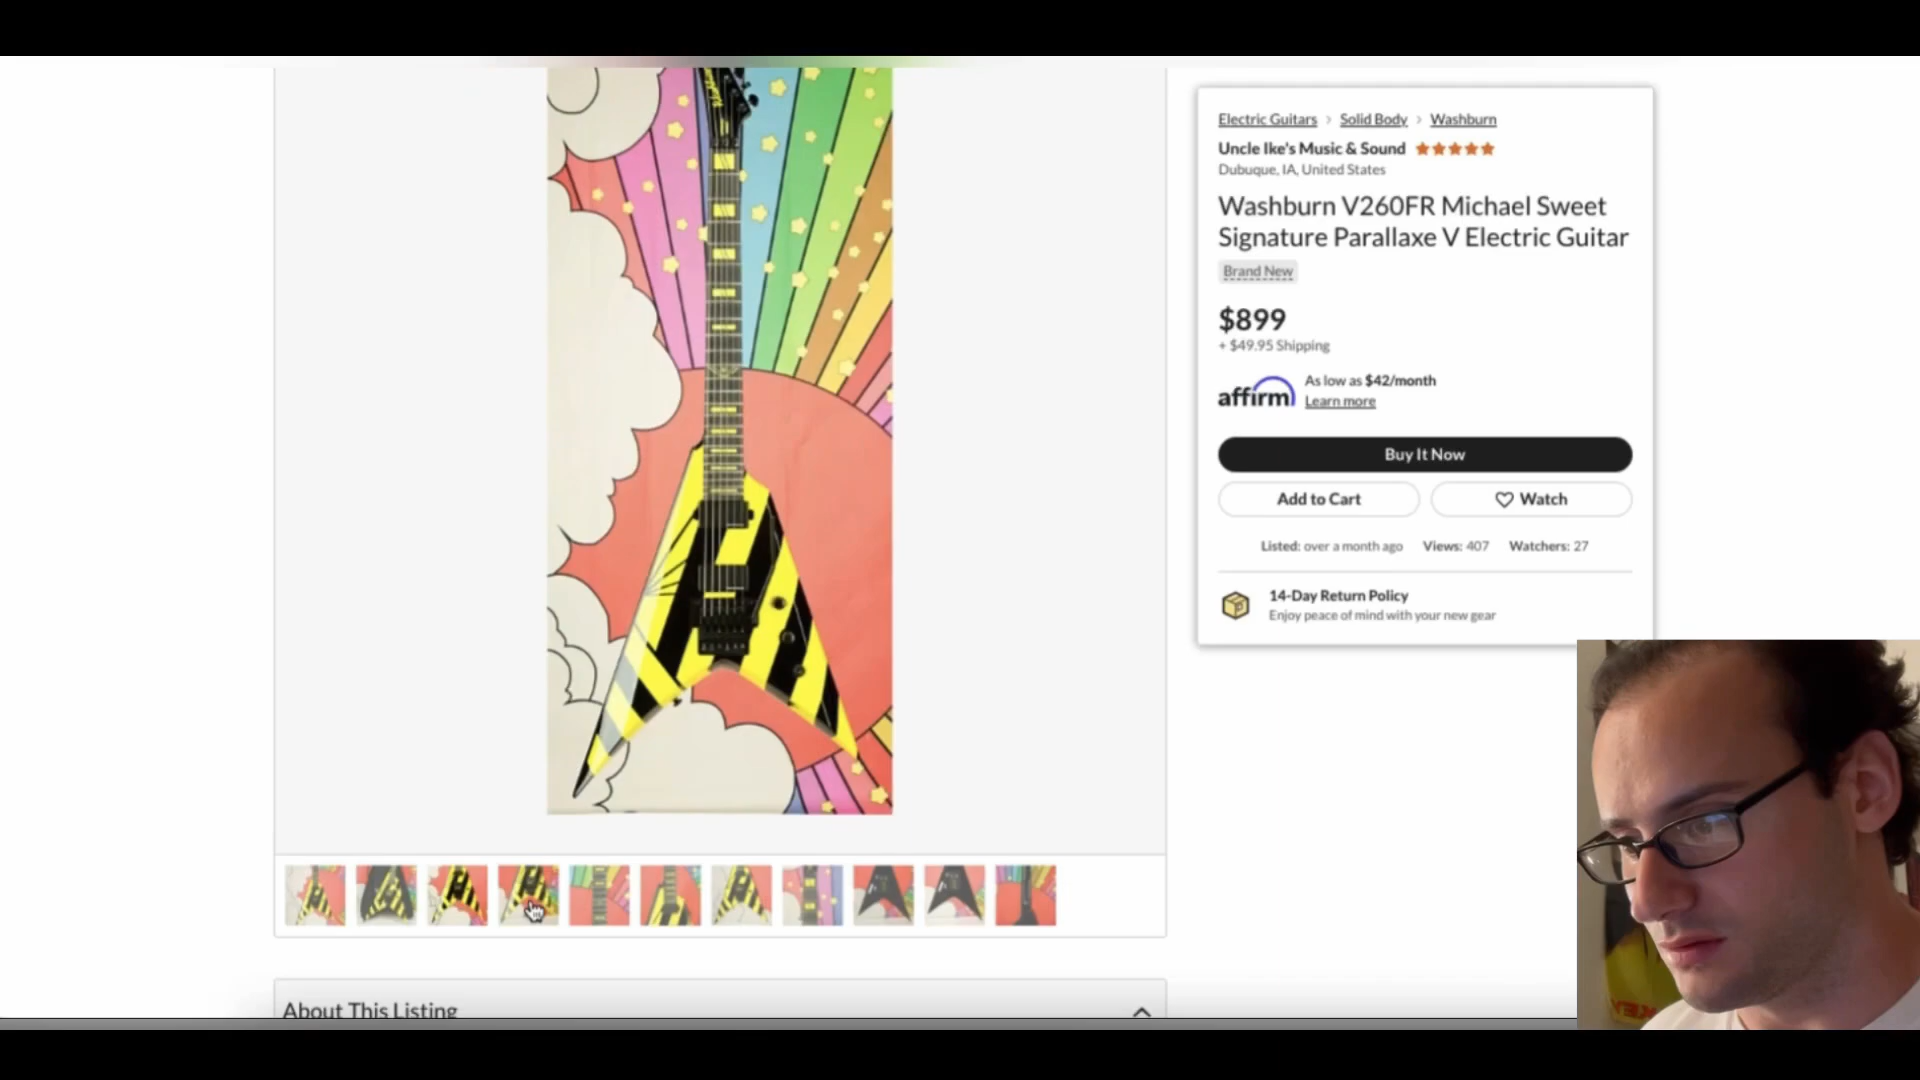 Electric Guitars › Solid Body › Washburn
Uncle Ike's Music & Sound
Dubuque, IA, United States
Washburn V260FR Michael Sweet
Signature Parallaxe V Electric Guitar
Brand New
$899
+ $49.95 Shipping
affirm
As low as $42/month
Learn more
Buy It Now
Add to Cart
Watch
Listed: over a month ago Views: 407 Watchers: 27
14-Day Return Policy
Enjoy peace of mind with your new gear
About This Listing